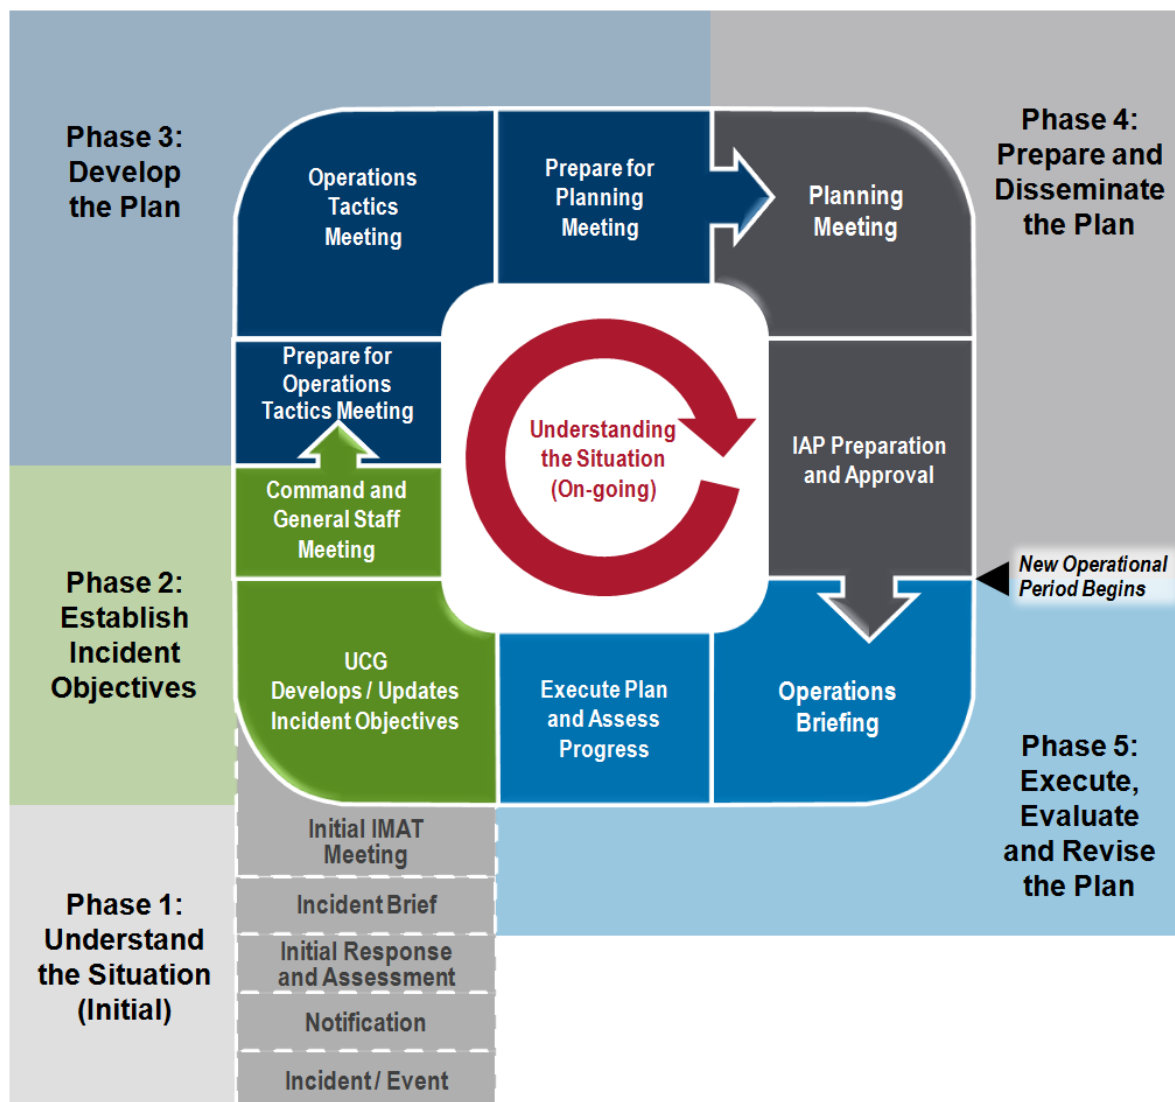 Phase 3:
Develop
the Plan
Operations
Tactics
Meeting
Prepare for
Planning
Meeting
Planning
Meeting
Phase 4:
Prepare and
Disseminate
the Plan
Prepare for
Operations
Tactics Meeting
Understanding
the Situation
(On-going)
IAP Preparation
and Approval
Command and
General Staff
Meeting
Phase 2:
Establish
Incident
Objectives
New Operational
Period Begins
UCG
Develops / Updates
Incident Objectives
Execute Plan
and Assess
Progress
Operations
Briefing
Phase 5:
Execute,
Evaluate
and Revise
the Plan
Phase 1:
Understand
the Situation
(Initial)
Initial IMAT
Meeting
Incident Brief
Initial Response
and Assessment
Notification
Incident / Event